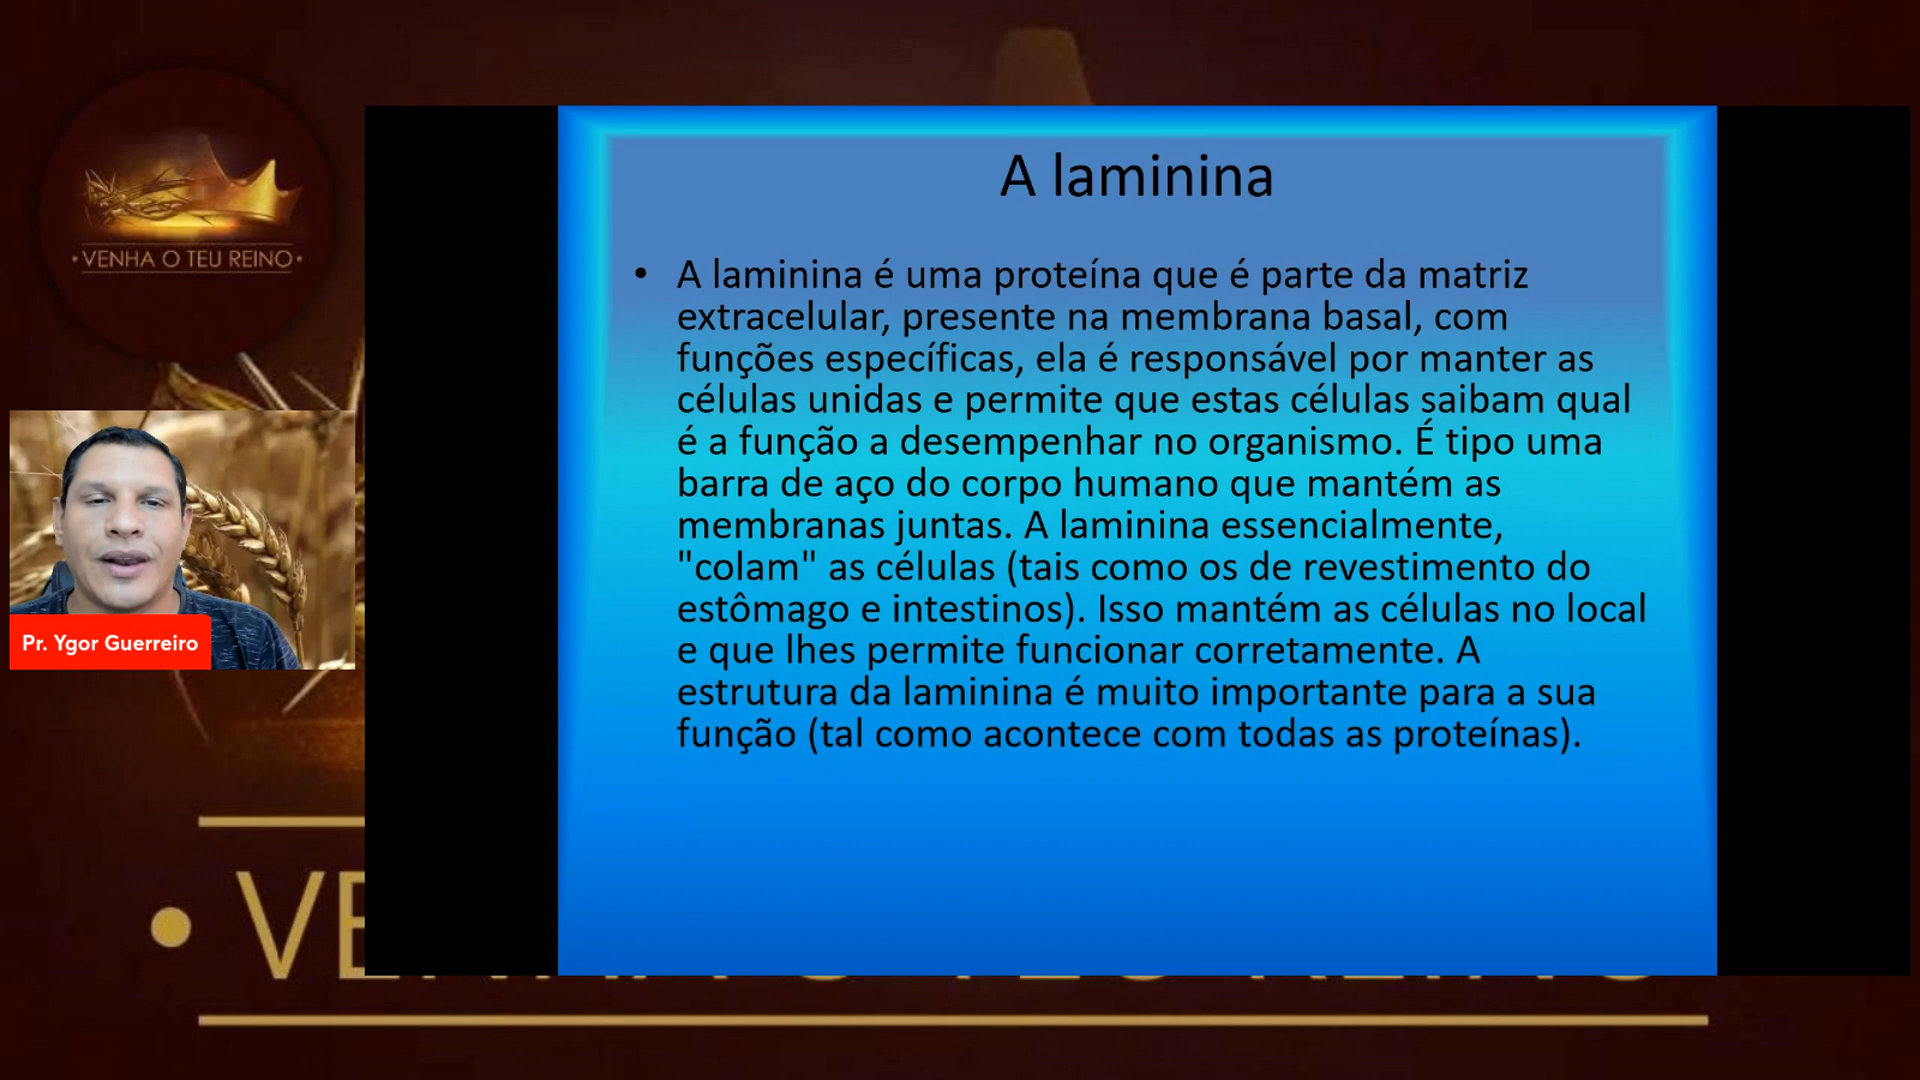 •VENHA O TEU REINO•
Pr. Ygor Guerreiro
A laminina
• A laminina é uma proteína que é parte da matriz
extracelular, presente na membrana basal, com
funções específicas, ela é responsável por manter as
células unidas e permite que estas células saibam qual
é a função a desempenhar no organismo. É tipo uma
barra de aço do corpo humano que mantém as
membranas juntas. A laminina essencialmente,
"colam" as células (tais como os de revestimento do
estômago e intestinos). Isso mantém as células no local
e que lhes permite funcionar corretamente. A
estrutura da laminina é muito importante para a sua
função (tal como acontece com todas as proteínas).